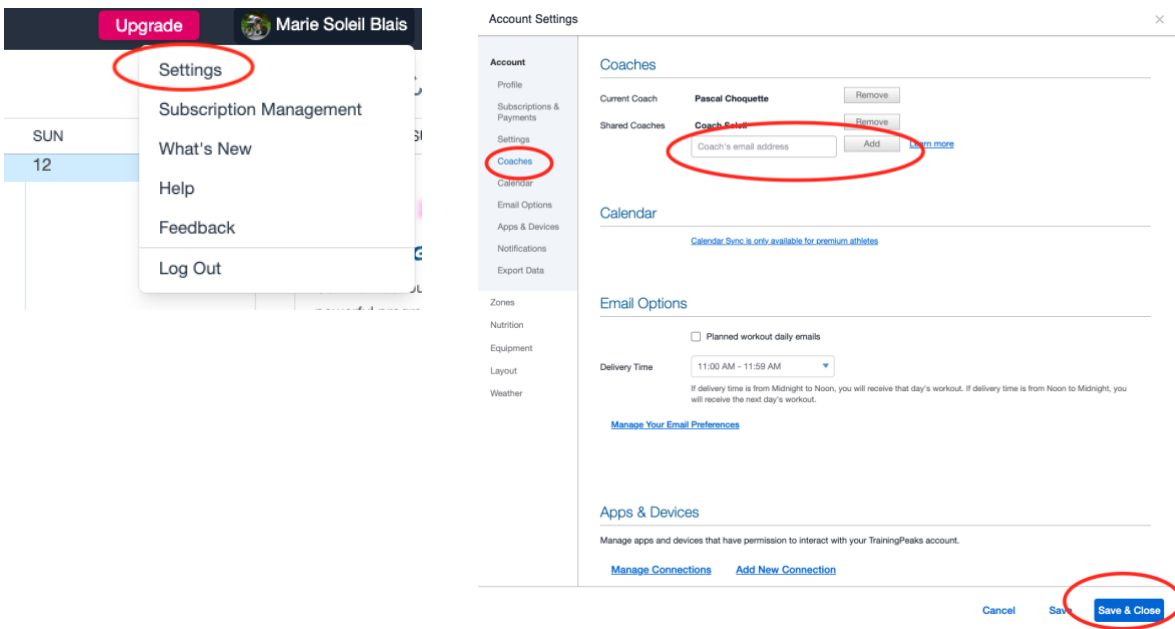 Upgrade
Marie Soleil Blais
Settings
Subscription Management
SUN
What's New
12
Help
Feedback
Log Out
Account Settings
Account
Profile
Subscriptions &
Payments
Settings
Coaches
Calendar
Email Options
Apps & Devices
Notifications
Export Data
Zones
Nutrition
Equipment
Layout
Weather
Coaches
Current Coach Pascal Choquette Remove
Shared Coaches Coach Soleil Remove
Coach's email address Add Learn more
Calendar
Calendar Sync is only available for premium athletes
Email Options
Planned workout daily emails
Delivery Time 11:00 AM - 11:59 AM
If delivery time is from Midnight to Noon, you will receive that day's workout. If delivery time is from Noon to Midnight, you
will receive the next day's workout.
Manage Your Email Preferences
Apps & Devices
Manage apps and devices that have permission to interact with your TrainingPeaks account.
Manage Connections Add New Connection
Cancel Save Save & Close